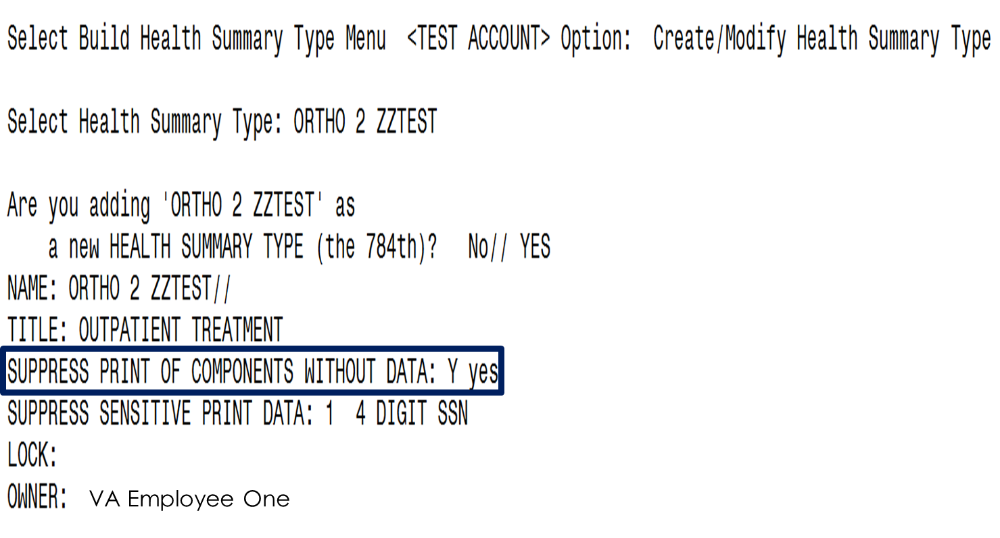 Select Build Health Summary Type Menu <TEST ACCOUNT> Option: Create/Modify Health Summary Type
Select Health Summary Type: ORTHO 2 ZZTEST
Are you adding 'ORTHO 2 ZZTEST' as
a new HEALTH SUMMARY TYPE (the 784th)? No// YES
NAME: ORTHO 2 ZZTEST//
TITLE: OUTPATIENT TREATMENT
SUPPRESS PRINT OF COMPONENTS WITHOUT DATA: Y yes
SUPPRESS SENSITIVE PRINT DATA: 1 4 DIGIT SSN
LOCK:
OWNER: VA Employee One